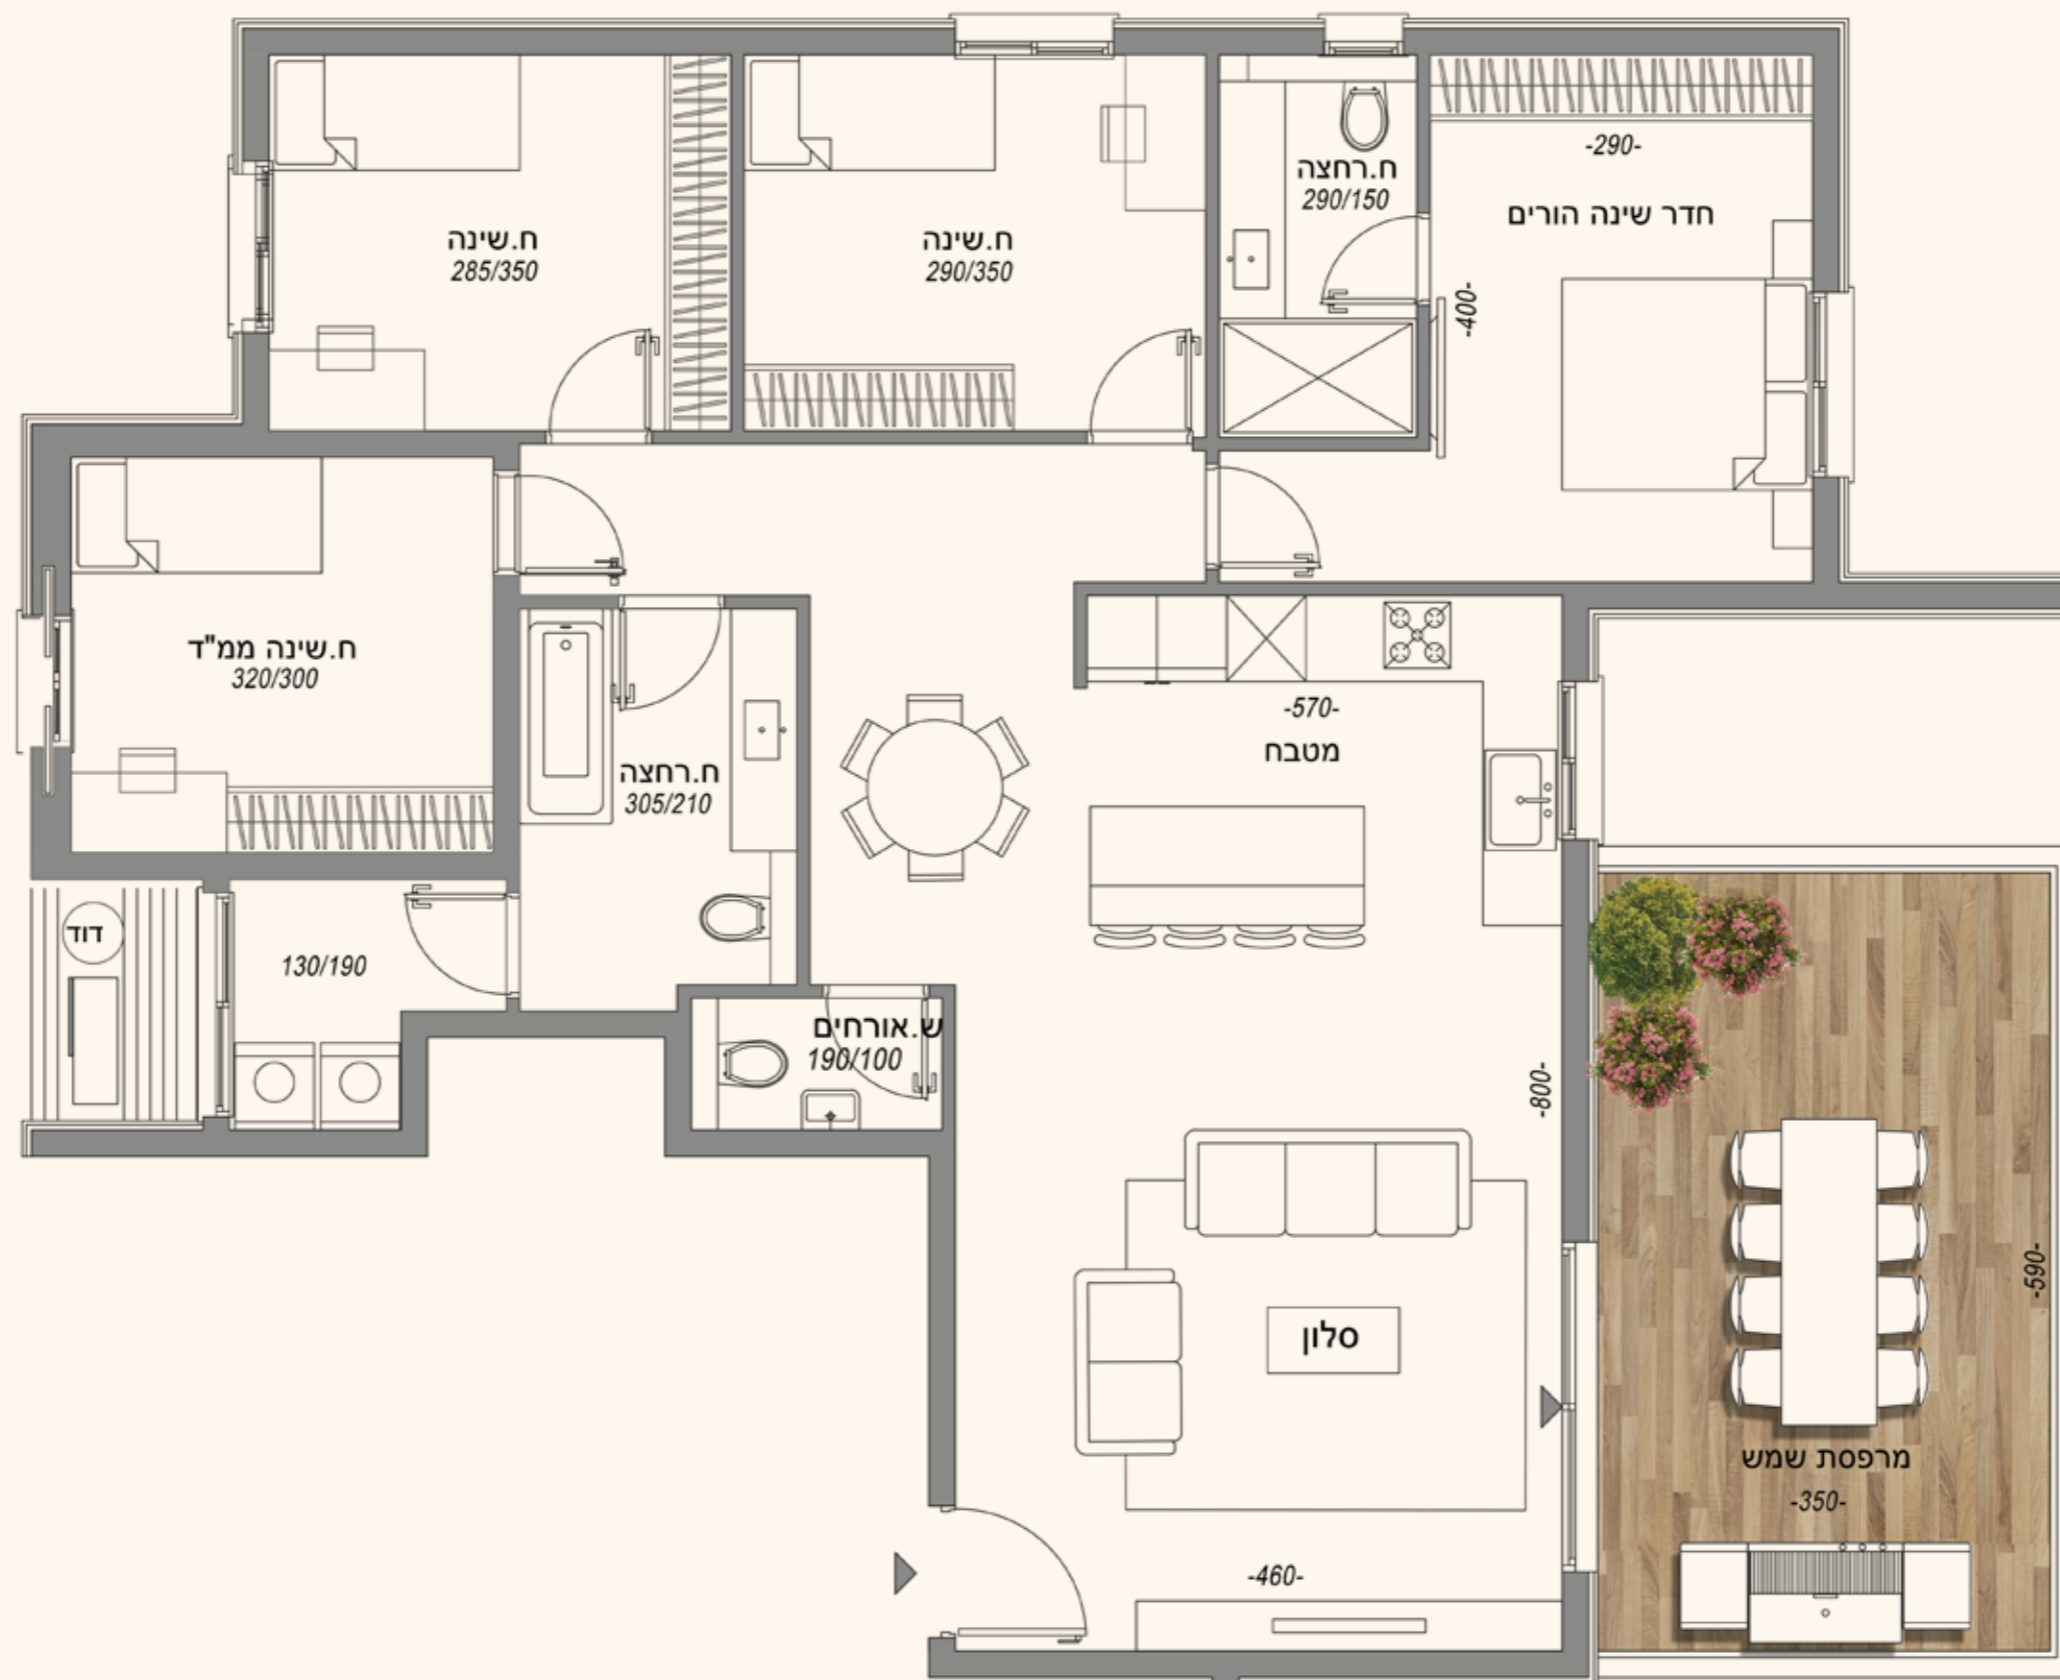 ח.רחצה
290/150
-290-
חדר שינה הורים
-400-
ח.שינה
290/350
ח.שינה
285/350
ח.שינה ממ"ד
320/300
-570-
מטבח
ח.רחצה
305/210
דוד
130/190
ש.אורחים
190/100
-800-
סלון
-460-
-590-
מרפסת שמש
-350-